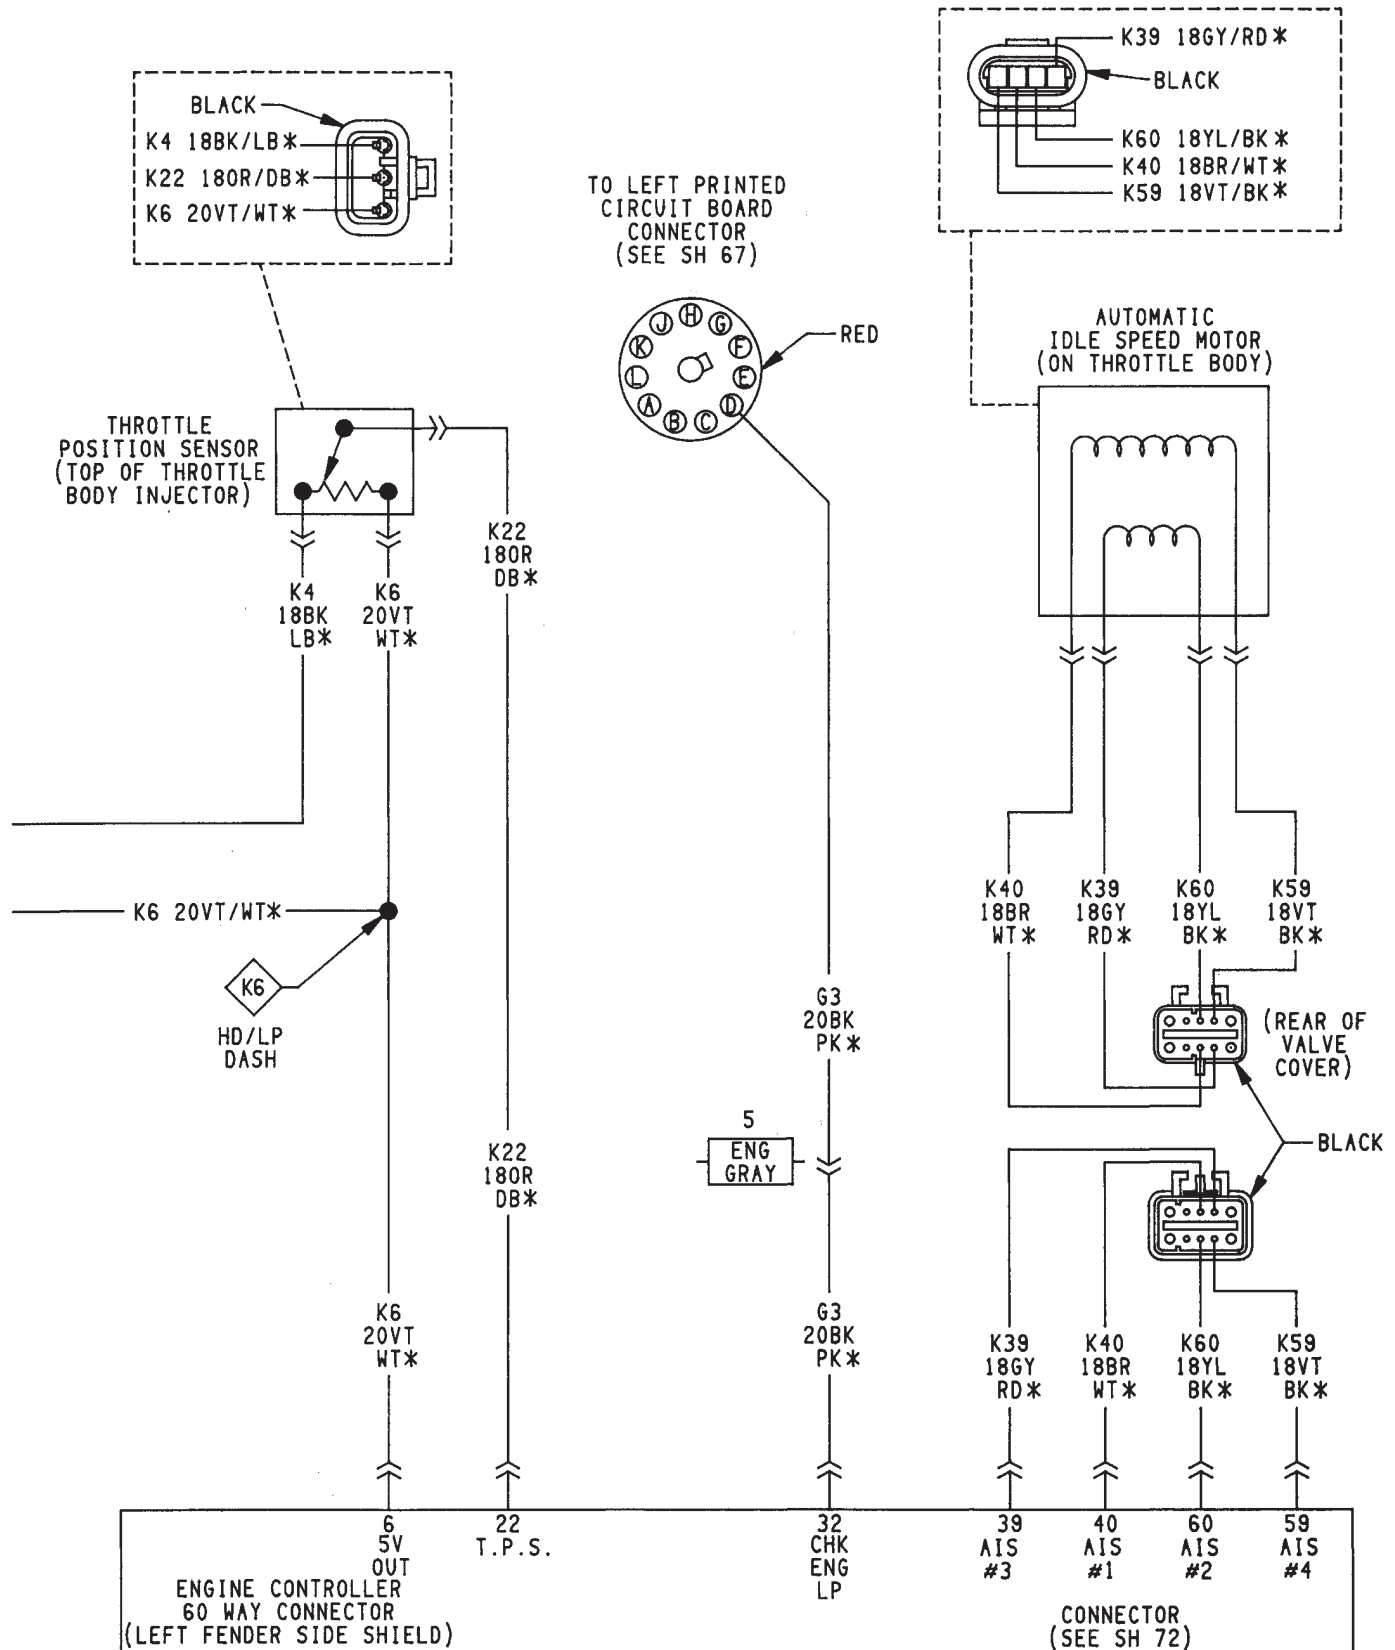 K39 18GY/RD*
BLACK
K60 18YL/BK*
K40 18BR/WT*
K59 18VT/BK*
BLACK
K4 18BK/LB*
K22 18OR/DB*
K6 20VT/WT*
TO LEFT PRINTED
CIRCUIT BOARD
CONNECTOR
(SEE SH 67)
H
J
G
K
F
L
E
A
D
B
C
RED
AUTOMATIC
IDLE SPEED MOTOR
(ON THROTTLE BODY)
THROTTLE
POSITION SENSOR
(TOP OF THROTTLE
BODY INJECTOR)
K22
18OR
DB*
K4
18BK
LB*
K6
20VT
WT*
K6 20VT/WT*
K6
HD/LP
DASH
K40
18BR
WT*
K39
18GY
RD*
K60
18YL
BK*
K59
18VT
BK*
G3
20BK
PK*
(REAR OF
VALVE
COVER)
BLACK
5
ENG
GRAY
K22
18OR
DB*
K6
20VT
WT*
G3
20BK
PK*
K39
18GY
RD*
K40
18BR
WT*
K60
18YL
BK*
K59
18VT
BK*
6
5V
OUT
22
T.P.S.
32
CHK
ENG
LP
39
AIS
#3
40
AIS
#1
60
AIS
#2
59
AIS
#4
ENGINE CONTROLLER
60 WAY CONNECTOR
(LEFT FENDER SIDE SHIELD)
CONNECTOR
(SEE SH 72)